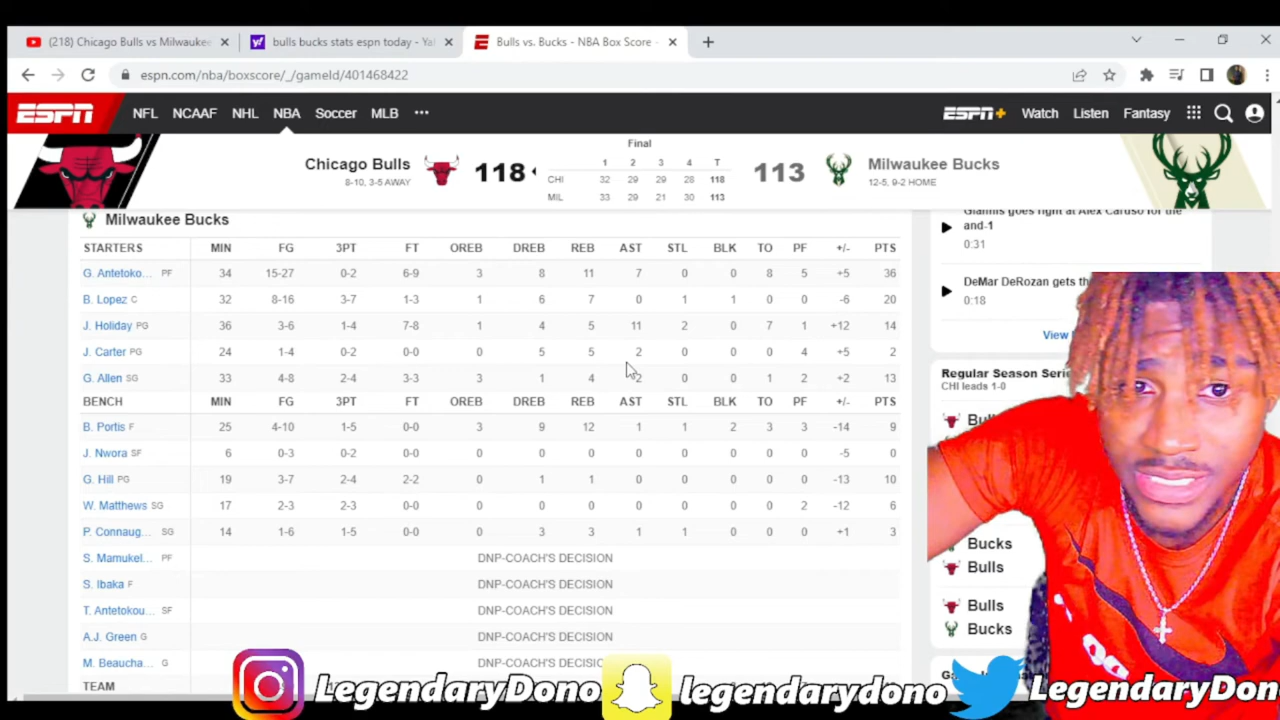 (218) Chicago Bulls vs Milwaukee
bulls bucks stats espn today - Ya
Bulls vs. Bucks - NBA Box Score -
espn.com/nba/boxscore/_/gameId/401468422
ESPN NFL NCAAF NHL NBA Soccer MLB ••• ESPN+ Watch Listen Fantasy
Final
Chicago Bulls 118 1 2 3 4 T 113 Milwaukee Bucks
8-10, 3-5 AWAY CHI 32 29 29 28 118 12-5, 9-2 HOME
MIL 33 29 21 30 113
Milwaukee Bucks
STARTERS MIN FG 3PT FT OREB DREB REB AST STL BLK TO PF +/- PTS
G. Antetoko... PF 34 15-27 0-2 6-9 3 8 11 7 0 0 8 5 +5 36
B. Lopez C 32 8-16 3-7 1-3 1 6 7 0 1 1 0 0 -6 20
J. Holiday PG 36 3-6 1-4 7-8 1 4 5 11 2 0 7 1 +12 14
J. Carter PG 24 1-4 0-2 0-0 0 5 5 2 0 0 0 4 +5 2
G. Allen SG 33 4-8 2-4 3-3 3 1 4 2 0 0 1 2 +2 13
BENCH MIN FG 3PT FT OREB DREB REB AST STL BLK TO PF +/- PTS
B. Portis F 25 4-10 1-5 0-0 3 9 12 1 1 2 3 3 -14 9
J. Nwora SF 6 0-3 0-2 0-0 0 0 0 0 0 0 0 0 -5 0
G. Hill PG 19 3-7 2-4 2-2 0 1 1 0 0 0 0 0 -13 10
W. Matthews SG 17 2-3 2-3 0-0 0 0 0 0 0 0 0 2 -12 6
P. Connaug... SG 14 1-6 1-5 0-0 0 3 3 1 1 0 0 0 +1 3
S. Mamukel... PF DNP-COACH'S DECISION
S. Ibaka F DNP-COACH'S DECISION
T. Antetokou... SF DNP-COACH'S DECISION
A.J. Green G DNP-COACH'S DECISION
M. Beaucha... G DNP-COACH'S DECISION
TEAM
Giannis goes right at Alex Caruso for the
and-1
0:31
DeMar DeRozan gets th
0:18
View
Regular Season Serie
CHI leads 1-0
Bul
Bucks
Bulls
Bulls
Bucks
LegendaryDono legendarydono LegendaryDon